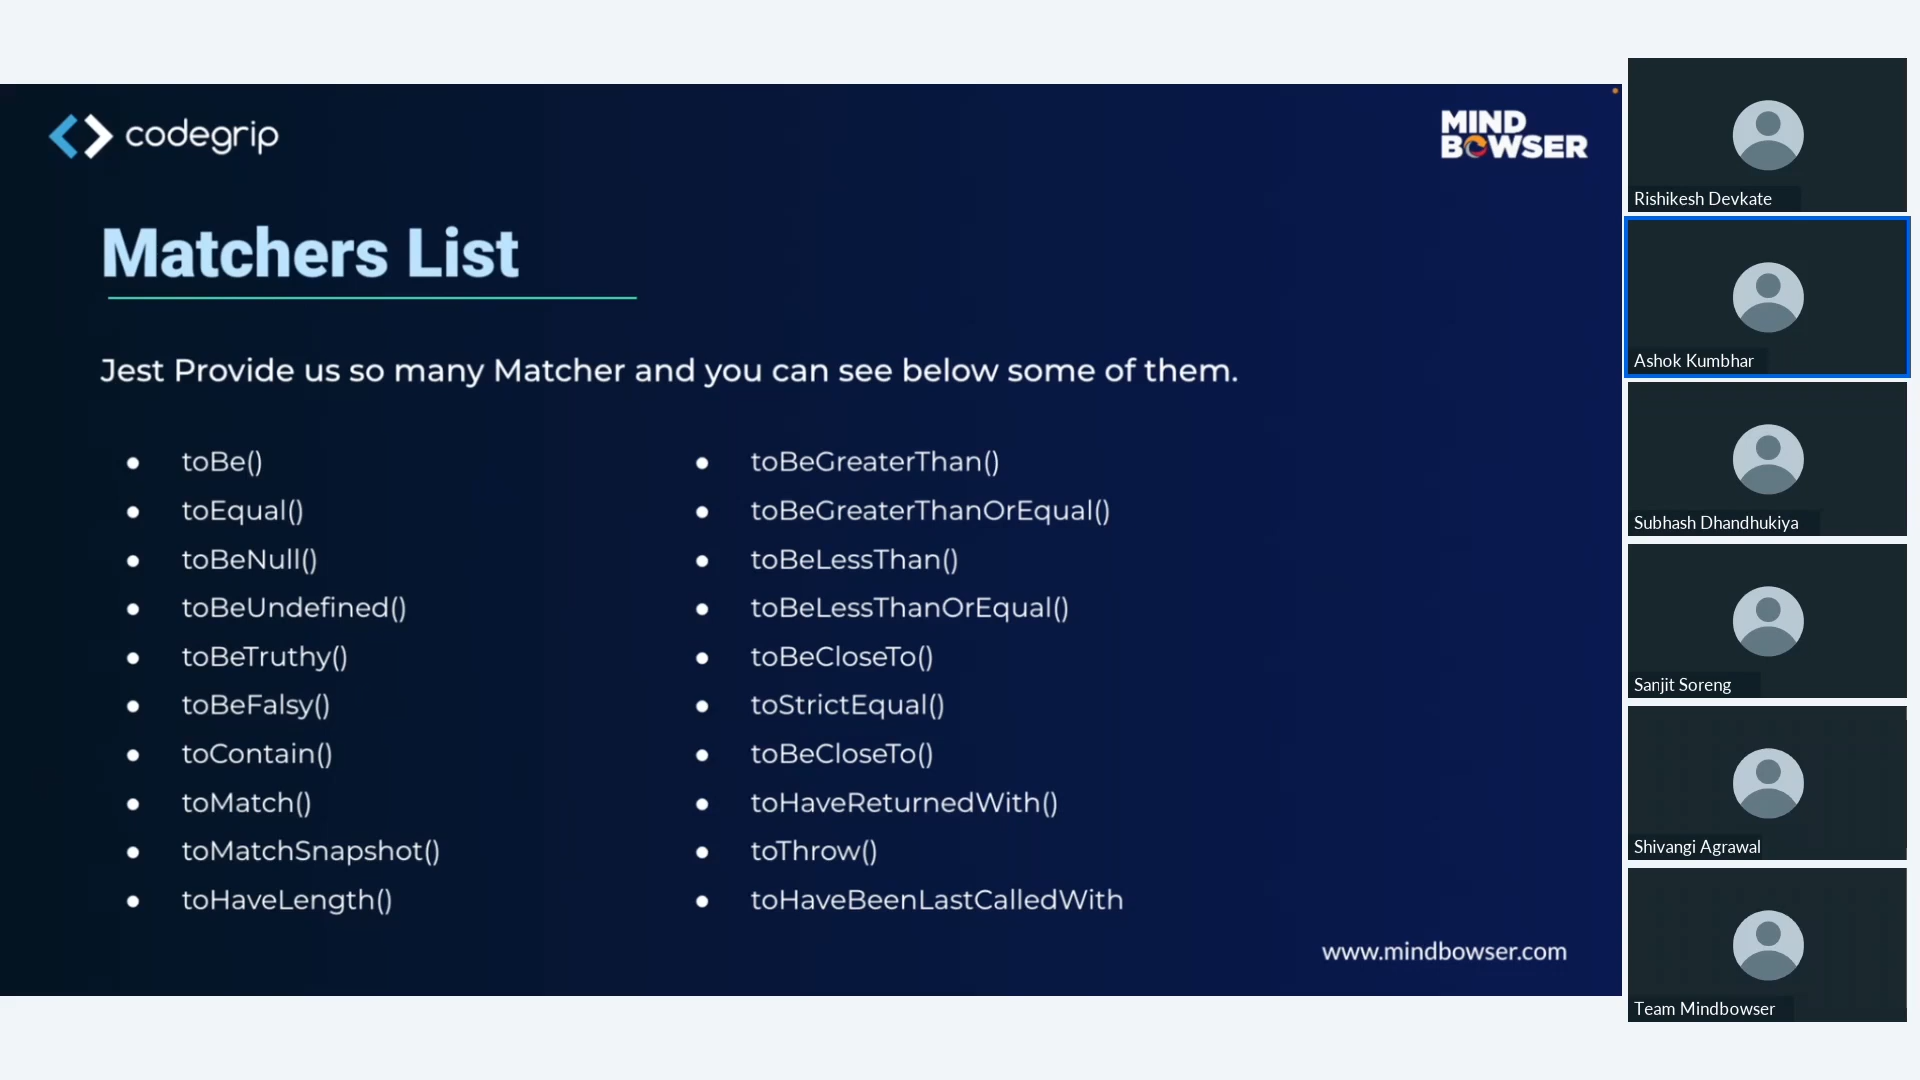 codegrip
MIND
BOWSER
Matchers List
Jest Provide us so many Matcher and you can see below some of them.
toBe()
toEqual()
toBeNull()
toBeUndefined()
toBeTruthy()
toBeFalsy()
toContain()
toMatch()
toMatchSnapshot()
toHaveLength()
toBeGreaterThan()
toBeGreaterThanOrEqual()
toBeLessThan()
toBeLessThanOrEqual()
toBeCloseTo()
toStrictEqual()
toBeCloseTo()
toHaveReturnedWith()
toThrow()
toHaveBeenLastCalledWith
www.mindbowser.com
Rishikesh Devkate
Ashok Kumbhar
Subhash Dhandhukiya
Sanjit Soreng
Shivangi Agrawal
Team Mindbowser